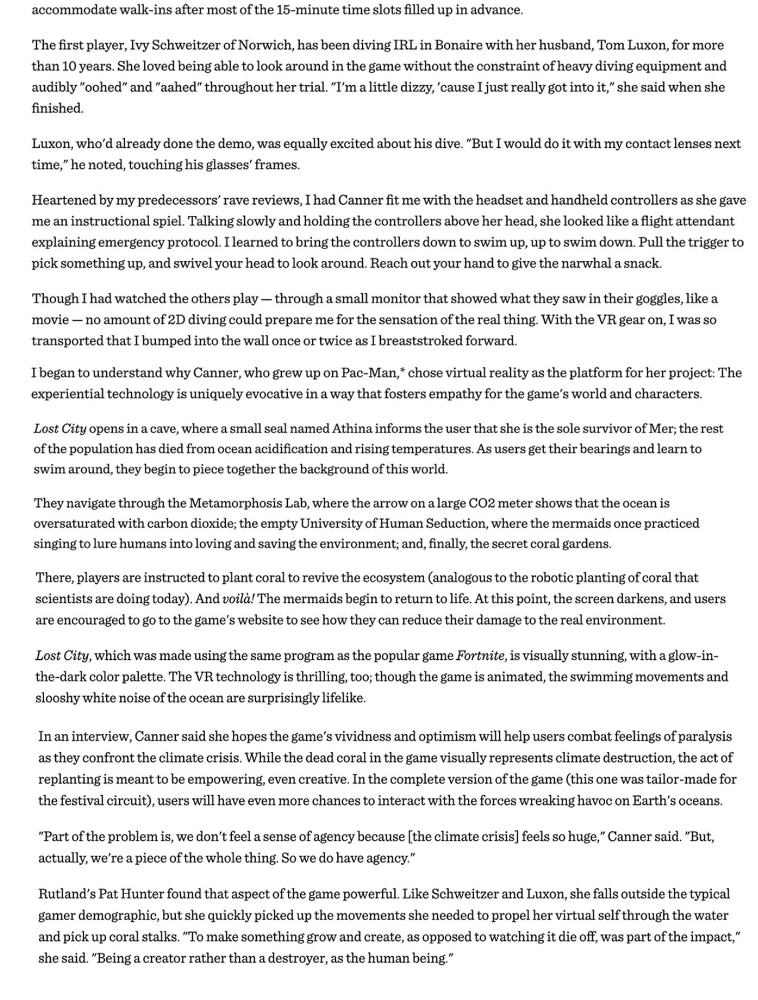 accommodate walk-ins after most of the 15-minute time slots filled up in advance.
The first player, Ivy Schweitzer of Norwich, has been diving IRL in Bonaire with her husband, Tom Luxon, for more
than 10 years. She loved being able to look around in the game without the constraint of heavy diving equipment and
audibly "oohed" and "aahed" throughout her trial. "I'm a little dizzy, 'cause I just really got into it," she said when she
finished.
Luxon, who'd already done the demo, was equally excited about his dive. "But I would do it with my contact lenses next
time," he noted, touching his glasses' frames.
Heartened by my predecessors' rave reviews, I had Canner fit me with the headset and handheld controllers as she gave
me an instructional spiel. Talking slowly and holding the controllers above her head, she looked like a flight attendant
explaining emergency protocol. I learned to bring the controllers down to swim up, up to swim down. Pull the trigger to
pick something up, and swivel your head to look around. Reach out your hand to give the narwhal a snack.
Though I had watched the others play — through a small monitor that showed what they saw in their goggles, like a
movie — no amount of 2D diving could prepare me for the sensation of the real thing. With the VR gear on, I was so
transported that I bumped into the wall once or twice as I breaststroked forward.
I began to understand why Canner, who grew up on Pac-Man,* chose virtual reality as the platform for her project: The
experiential technology is uniquely evocative in a way that fosters empathy for the game's world and characters.
Lost City opens in a cave, where a small seal named Athina informs the user that she is the sole survivor of Mer; the rest
of the population has died from ocean acidification and rising temperatures. As users get their bearings and learn to
swim around, they begin to piece together the background of this world.
They navigate through the Metamorphosis Lab, where the arrow on a large CO2 meter shows that the ocean is
oversaturated with carbon dioxide; the empty University of Human Seduction, where the mermaids once practiced
singing to lure humans into loving and saving the environment; and, finally, the secret coral gardens.
There, players are instructed to plant coral to revive the ecosystem (analogous to the robotic planting of coral that
scientists are doing today). And voilà! The mermaids begin to return to life. At this point, the screen darkens, and users
are encouraged to go to the game's website to see how they can reduce their damage to the real environment.
Lost City, which was made using the same program as the popular game Fortnite, is visually stunning, with a glow-in-
the-dark color palette. The VR technology is thrilling, too; though the game is animated, the swimming movements and
slooshy white noise of the ocean are surprisingly lifelike.
In an interview, Canner said she hopes the game's vividness and optimism will help users combat feelings of paralysis
as they confront the climate crisis. While the dead coral in the game visually represents climate destruction, the act of
replanting is meant to be empowering, even creative. In the complete version of the game (this one was tailor-made for
the festival circuit), users will have even more chances to interact with the forces wreaking havoc on Earth's oceans.
"Part of the problem is, we don't feel a sense of agency because [the climate crisis] feels so huge," Canner said. "But,
actually, we're a piece of the whole thing. So we do have agency."
Rutland's Pat Hunter found that aspect of the game powerful. Like Schweitzer and Luxon, she falls outside the typical
gamer demographic, but she quickly picked up the movements she needed to propel her virtual self through the water
and pick up coral stalks. "To make something grow and create, as opposed to watching it die off, was part of the impact,"
she said. "Being a creator rather than a destroyer, as the human being."